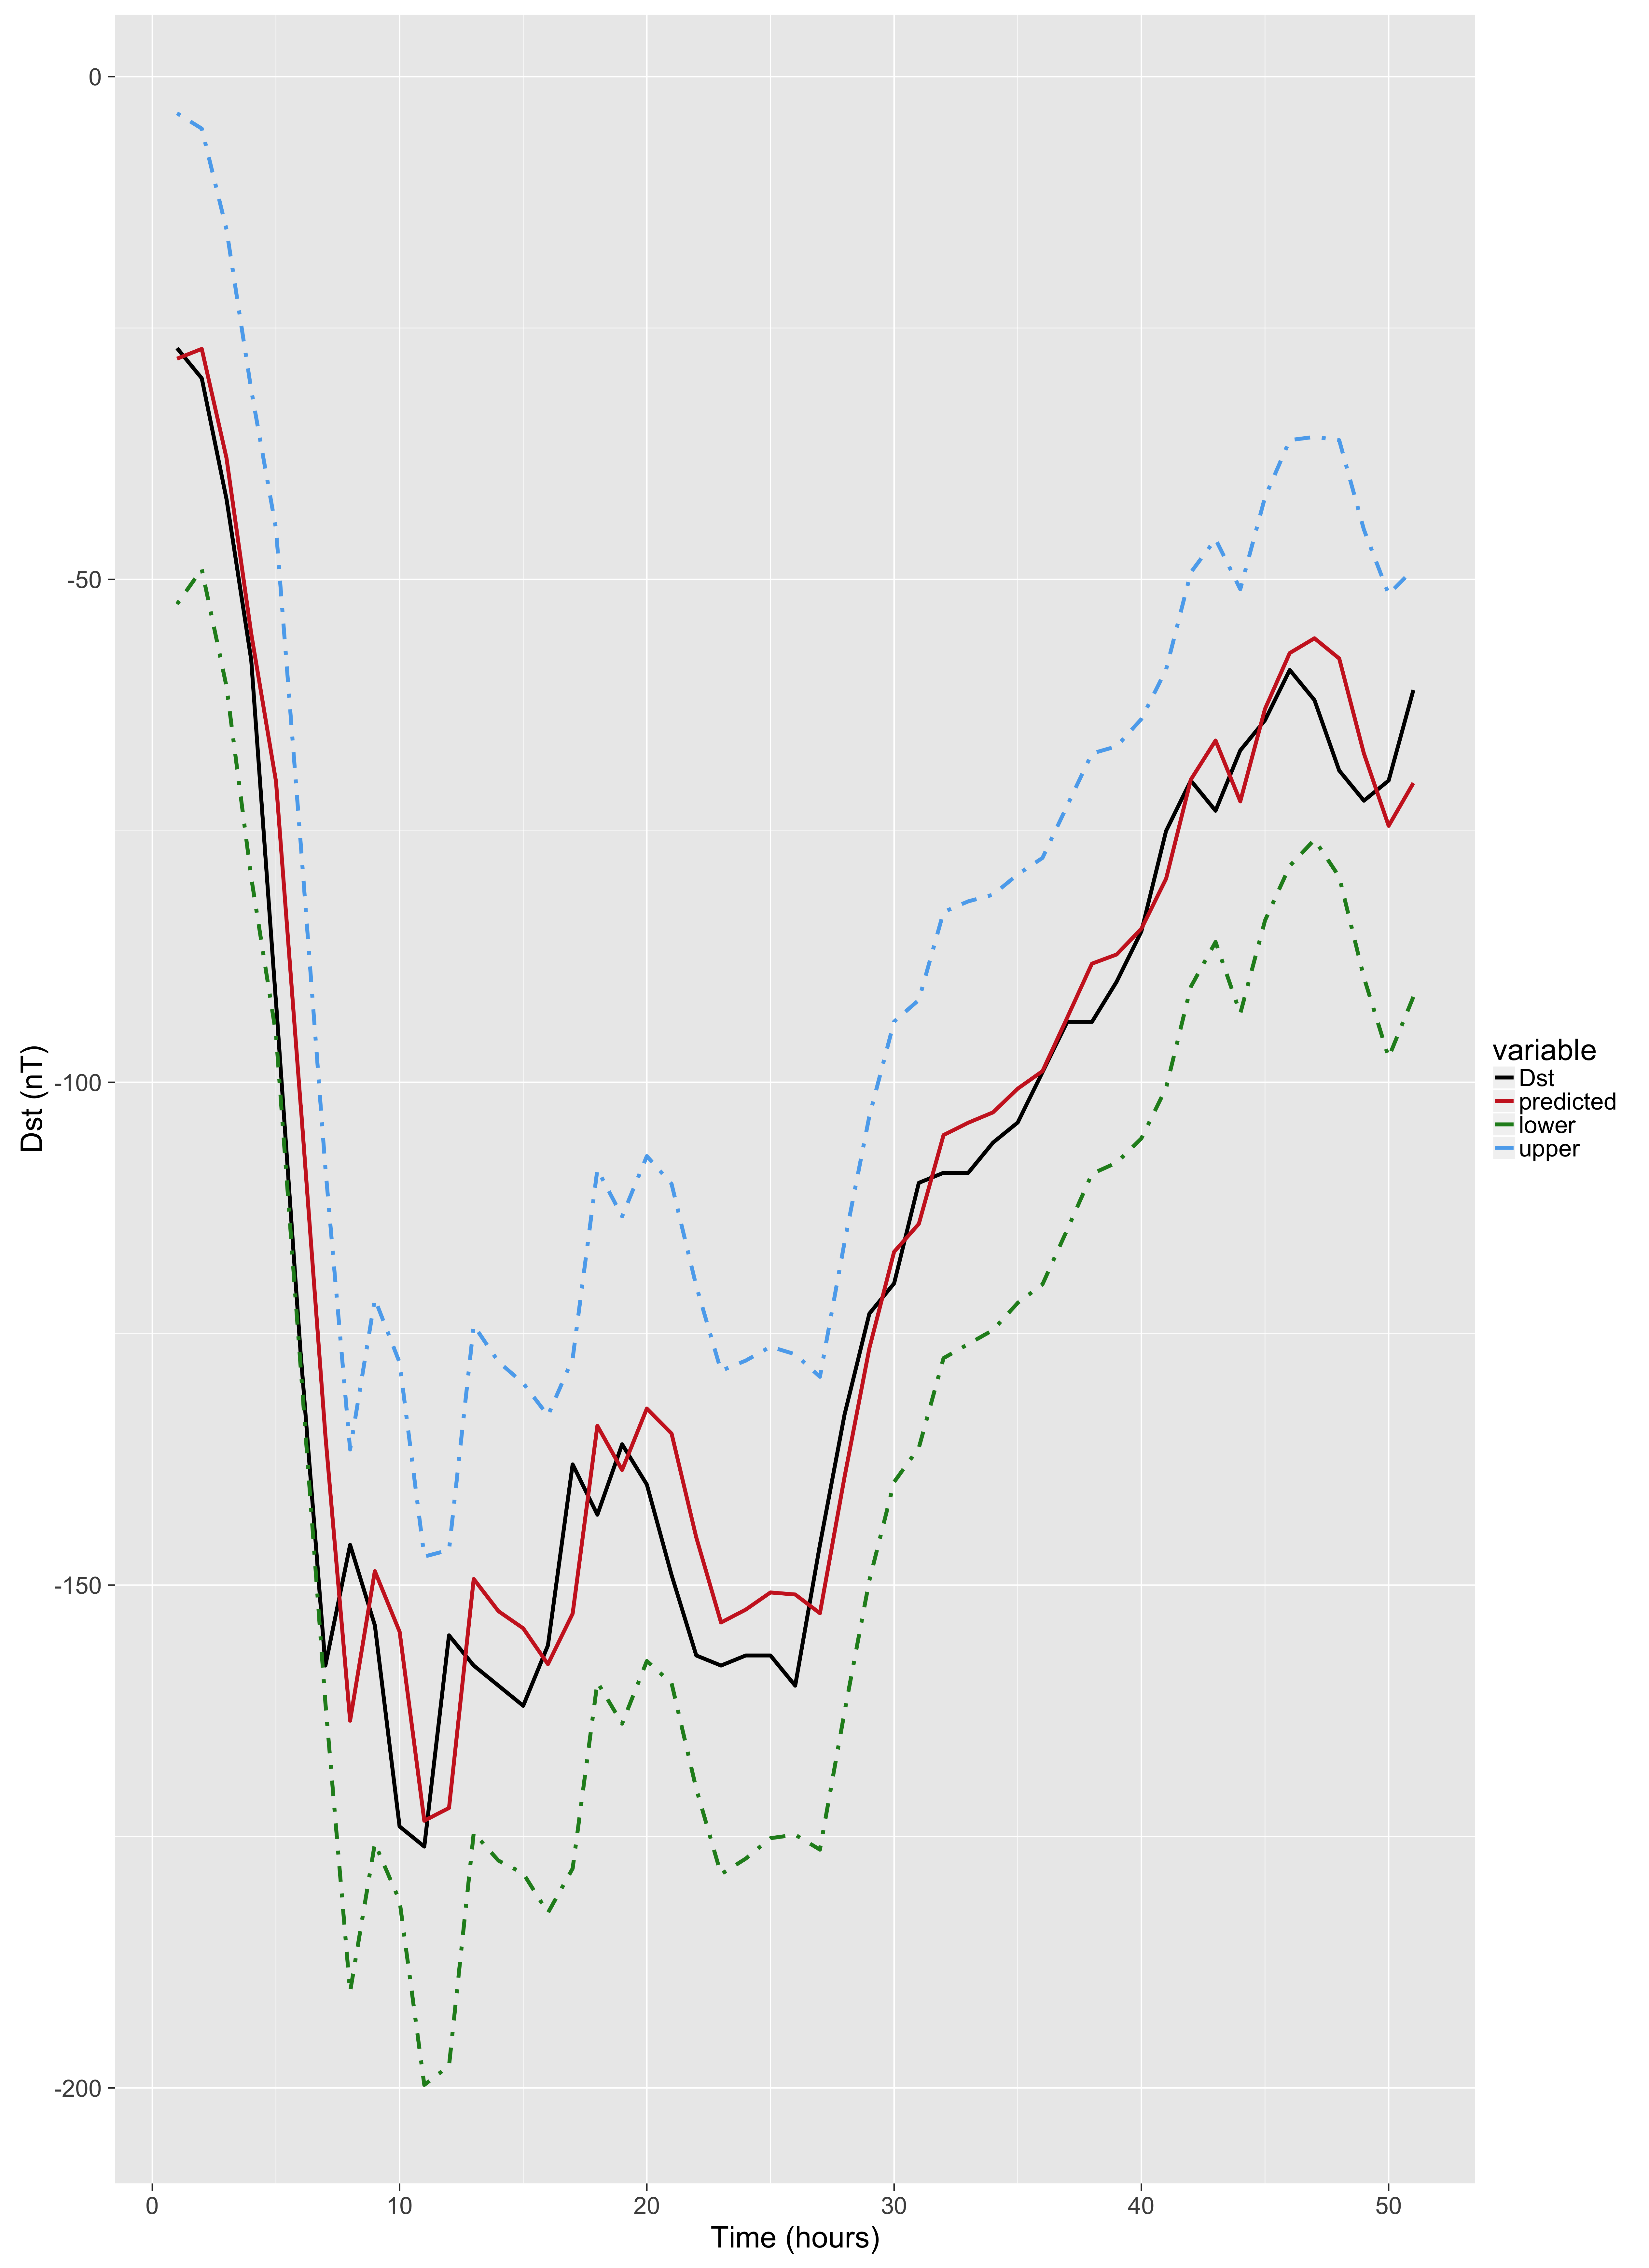 0
-50
-100
-150
-200
Dst (nT)
0 10 20 30 40 50
Time (hours)
variable
Dst
predicted
lower
upper